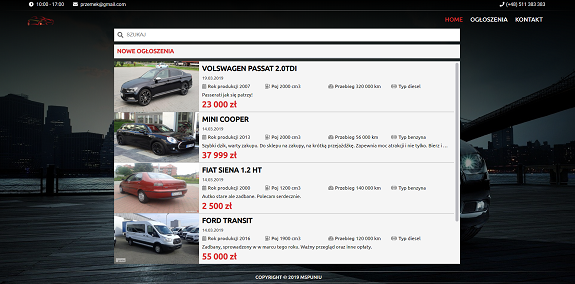 10:00 - 17:00 przemek@gmail.com (+48) 511 383 383
HOME OGŁOSZENIA KONTAKT
SZUKAJ
NOWE OGŁOSZENIA
VOLSWAGEN PASSAT 2.0TDI
19.03.2019
Rok produkcji 2007 Poj 2000 cm3 Przebieg 120 000 km Typ diesel
Passerati jak się patrzy!
23 000 zł
MINI COOPER
14.03.2019
Rok produkcji 2013 Poj 2000 cm3 Przebieg 56 000 km Typ benzyna
Szybki dzik, warty zakupu. Do sklepu na zakupy, na krótką przejażdżkę. Zapewnia moc atrakcji i nie tylko. Bierz i ...
37 999 zł
FIAT SIENA 1.2 HT
14.03.2019
Rok produkcji 2000 Poj 1200 cm3 Przebieg 140 000 km Typ benzyna
Autko stare ale zadbane. Polecam serdecznie.
2 500 zł
FORD TRANSIT
14.03.2019
Rok produkcji 2016 Poj 1900 cm3 Przebieg 120 000 km Typ diesel
Zadbany, sprowadzony w w marcu tego roku. Ważny przegląd oraz inne opłaty.
55 000 zł
COPYRIGHT © 2019 MSPUNIU